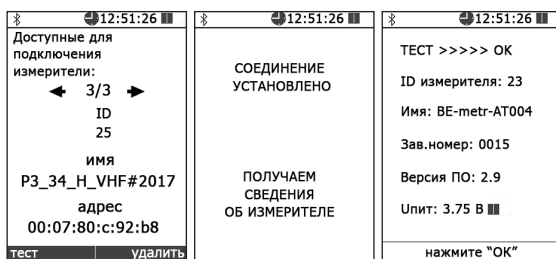 12:51:26
Доступные для
подключения
измерители:
3/3
ID
25
имя
P3_34_H_VHF#2017
адрес
00:07:80:c:92:b8
тест удалить
12:51:26
СОЕДИНЕНИЕ
УСТАНОВЛЕНО
ПОЛУЧАЕМ
СВЕДЕНИЯ
ОБ ИЗМЕРИТЕЛЕ
12:51:26
ТЕСТ >>>>> OK
ID измерителя: 23
Имя: BE-metr-AT004
Зав.номер: 0015
Версия ПО: 2.9
Uпит: 3.75 В
нажмите "OK"